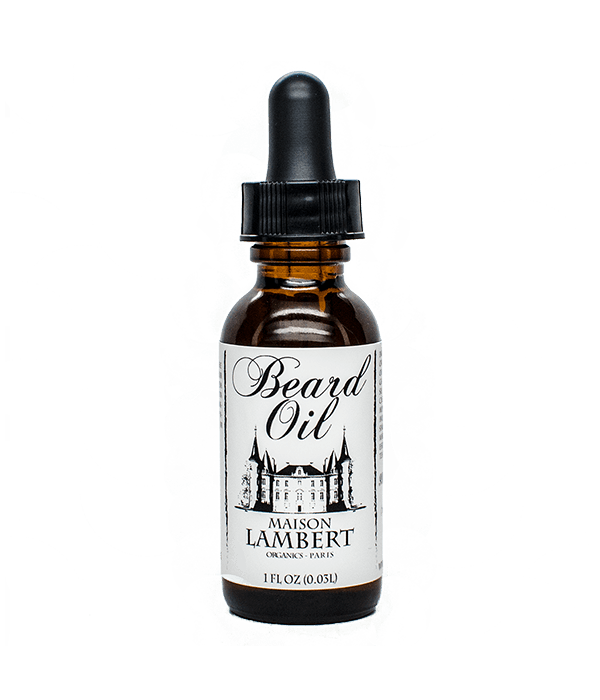 Beard
Oil
MAISON
LAMBERT
ORGANICS - PARIS
1 FL OZ (0.03L)